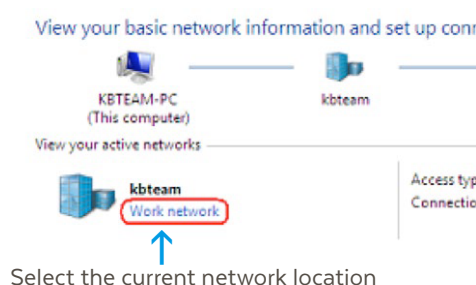 View your basic network information and set up conn
KBTEAM-PC
(This computer)
kbteam
View your active networks
kbteam
Work network
Access typ
Connectio
Select the current network location